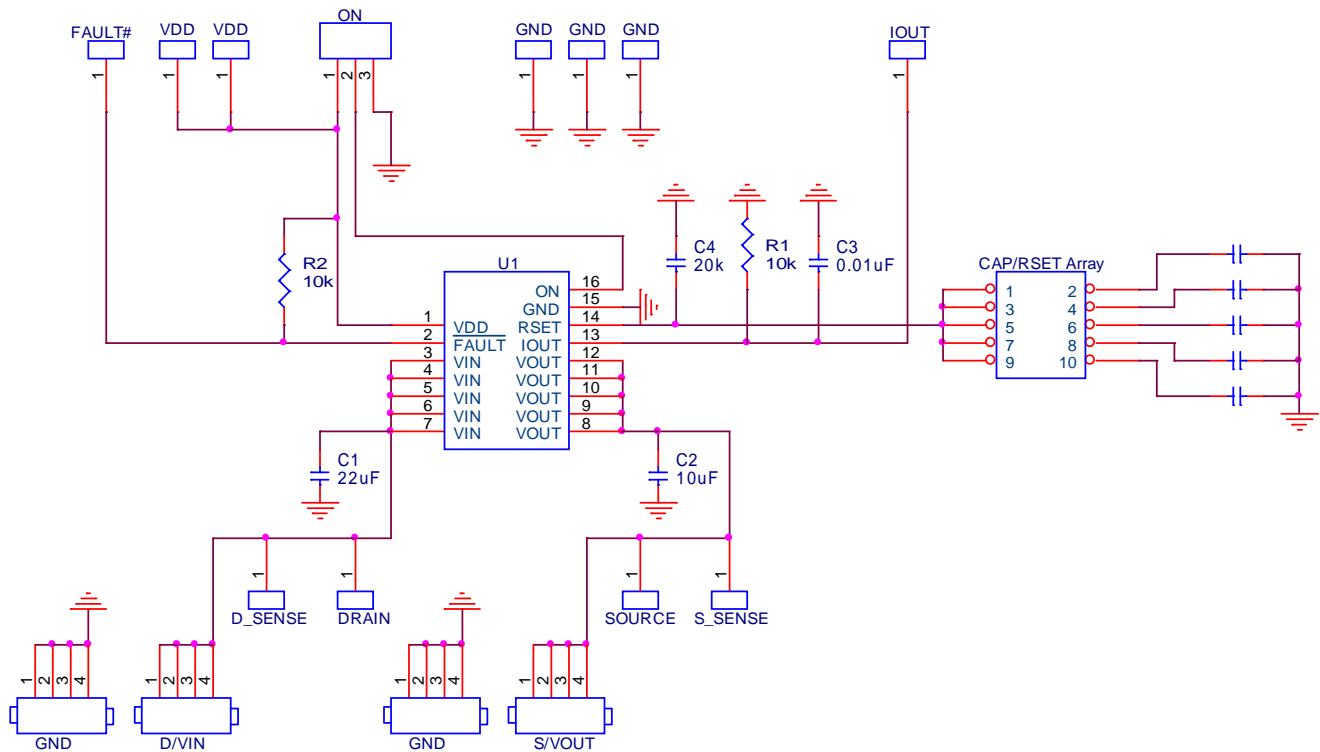 ON
FAULT# VDD VDD GND GND GND IOUT
1 1 1 1 2 3 1 1 1 1
C4
20k
R1
10k
C3
0.01uF
R2
10k
U1
CAP/RSET Array
1 VDD
2 FAULT
3 VIN
4 VIN
5 VIN
6 VIN
7 VIN
ON 16
GND 15
RSET 14
IOUT 13
VOUT 12
VOUT 11
VOUT 10
VOUT 9
VOUT 8
1 2
3 4
5 6
7 8
9 10
C1
22uF
C2
10uF
1 1 1 1
D_SENSE DRAIN SOURCE S_SENSE
1 2 3 4 1 2 3 4 1 2 3 4 1 2 3 4
GND D/VIN GND S/VOUT